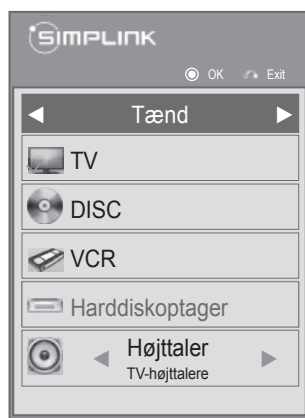 SIMPLINK
OK Exit
Tænd
TV
DISC
VCR
Harddiskoptager
Højttaler
TV-højttalere